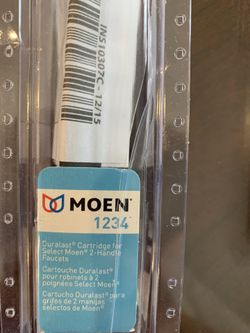 INS10307C-12/15
MOEN
1234
Duralast® Cartridge for
Select Moen® 2-Handle
Faucets
Cartouche Duralast® pour
pour robinets à 2
poignées Select Moen®
Cartucho Duralast® para
grifos de 2 manijas
selectos de Moen®